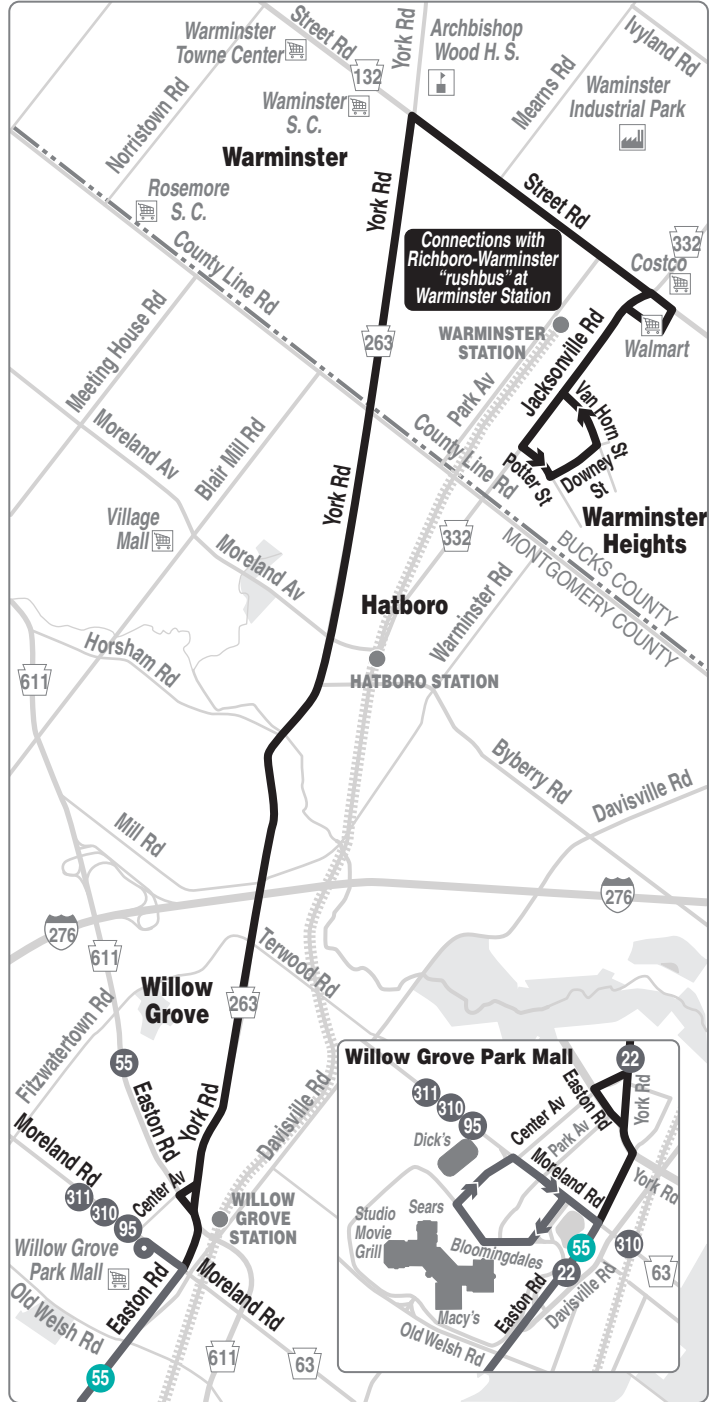 Street Rd
York Rd
Archbishop
Wood H. S.
Ivyland Rd
Warminster
Towne Center
132
Mearns Rd
Waminster
Industrial Park
Norristown Rd
Waminster
S. C.
Warminster
Rosemore
S. C.
York Rd
Street Rd
County Line Rd
Connections with
Richboro-Warminster
“rushbus” at
Warminster Station
332
Costco
Meeting House Rd
263
WARMINSTER
STATION
Jacksonville Rd
Walmart
Park Av
Moreland Av
Blair Mill Rd
County Line Rd
Van Horn St
Potter St
Downey
St
York Rd
Village
Mall
Moreland Av
332
Warminster
Heights
BUCKS COUNTY
MONTGOMERY COUNTY
Hatboro
Warminster Rd
Horsham Rd
611
HATBORO STATION
Byberry Rd
Davisville Rd
Mill Rd
276
276
611
Terwood Rd
Willow
Grove
263
Fitzwatertown Rd
55
Easton Rd
York Rd
Davisville Rd
Moreland Rd
311
310
95
Center Av
WILLOW
GROVE
STATION
Willow Grove
Park Mall
Easton Rd
Moreland Rd
Old Welsh Rd
611
63
55
Willow Grove Park Mall
22
311
310
95
Easton Rd
York Rd
Center Av
Park Av
Dick's
Moreland Rd
York Rd
Sears
Studio
Movie
Grill
Bloomingdales
55
310
22
63
Macy's
Easton Rd
Davisville Rd
Old Welsh Rd